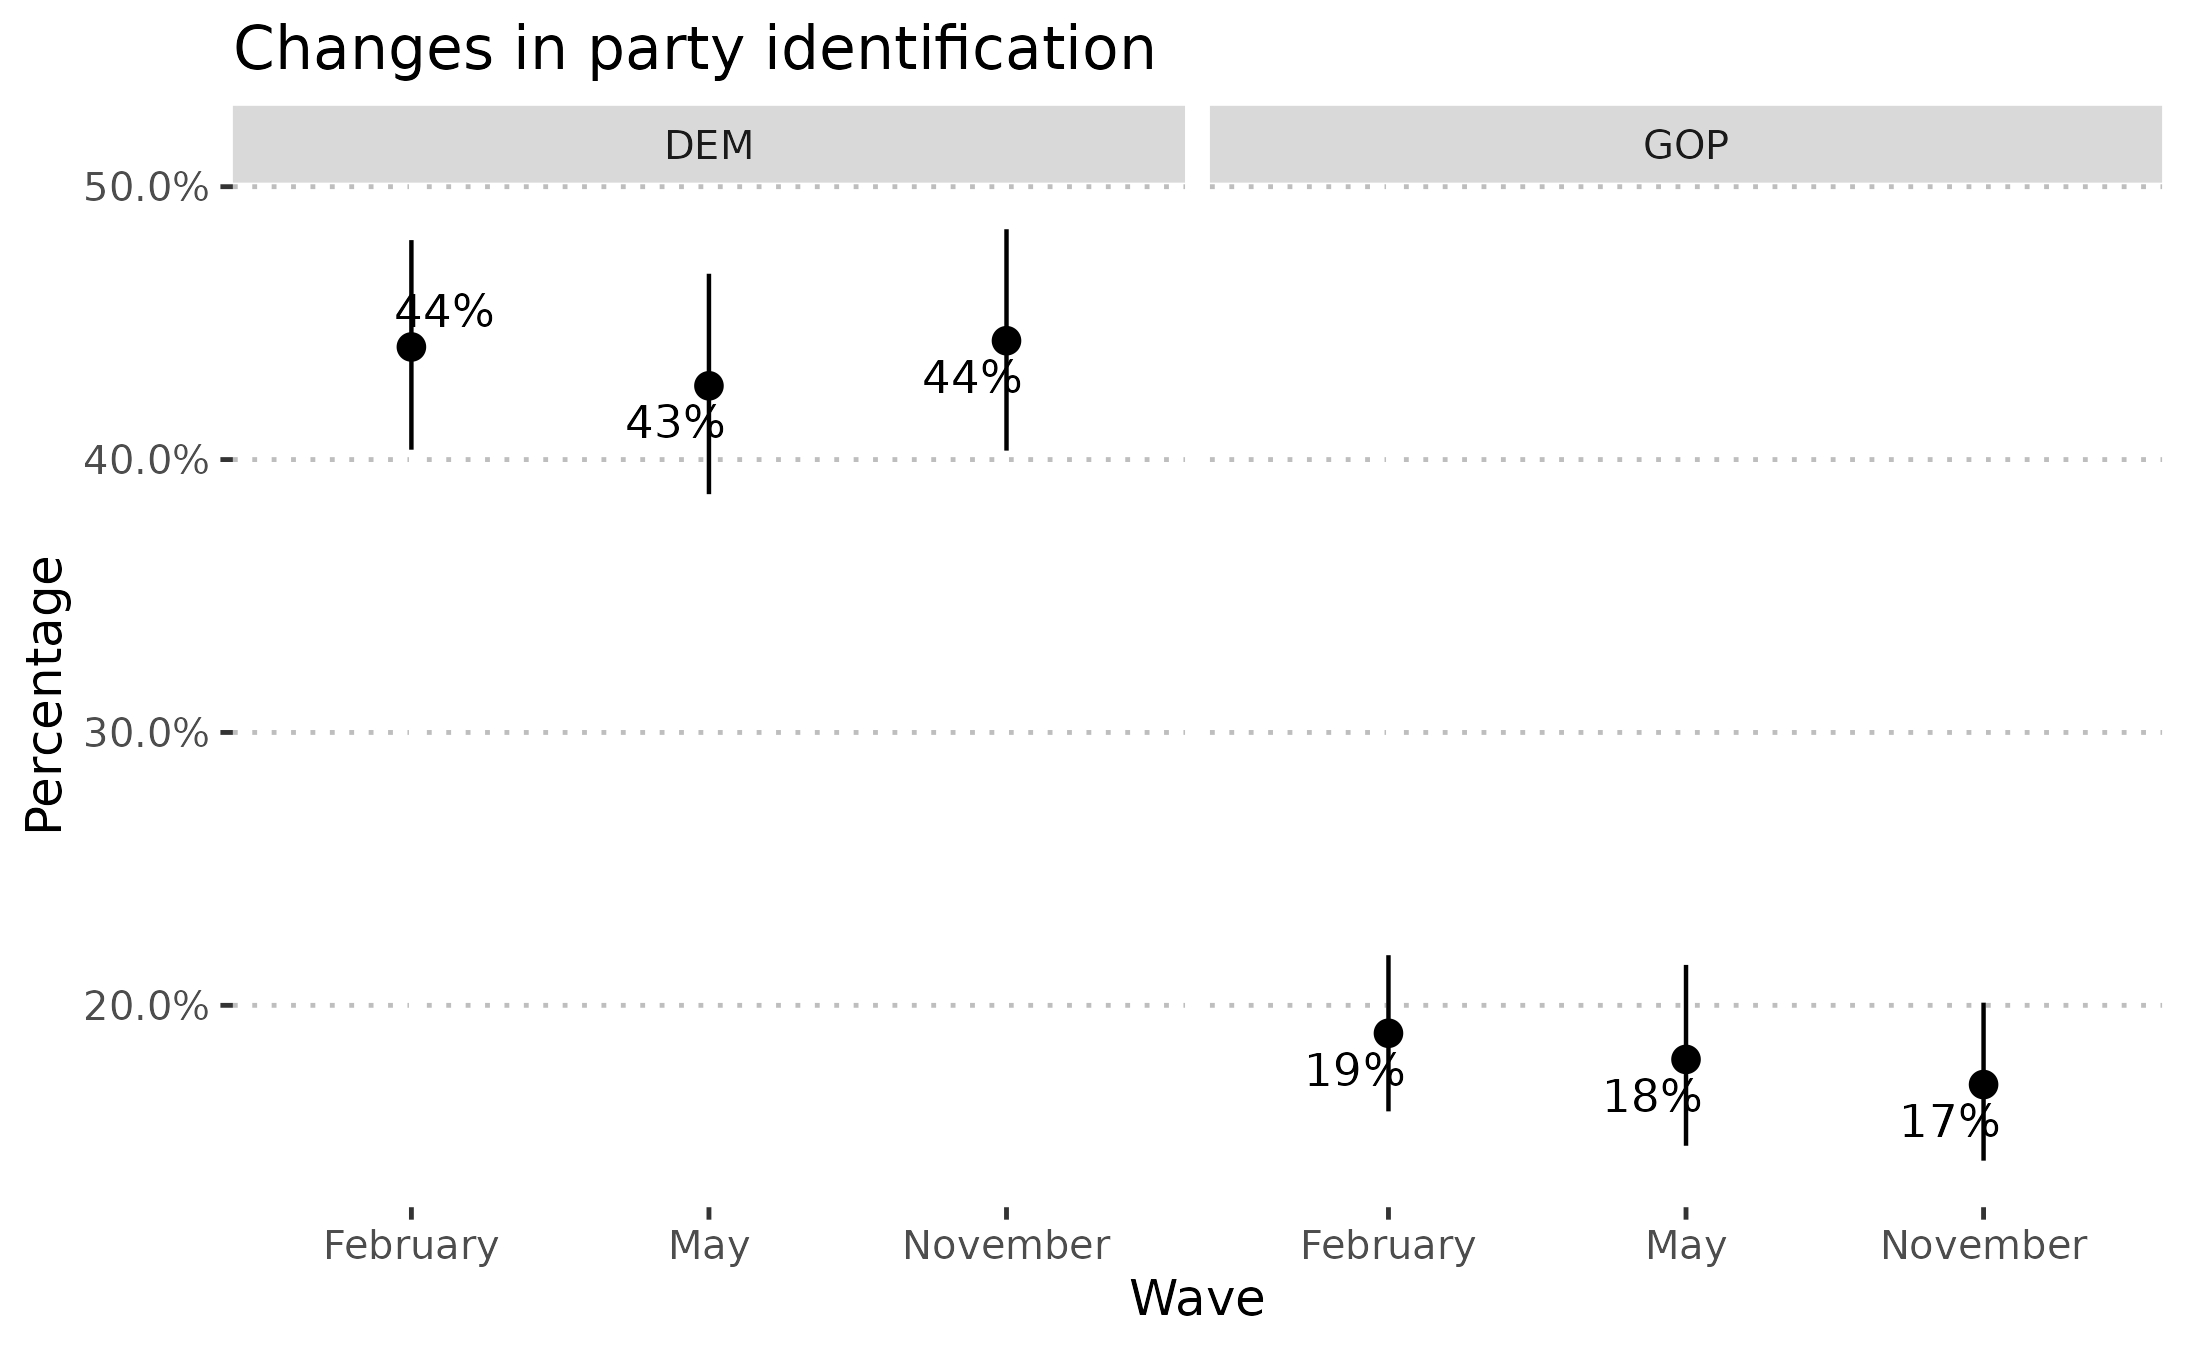 Changes in party identification
DEM
GOP
50.0%
40.0%
30.0%
20.0%
Percentage
44%
43%
44%
19%
18%
17%
February
May
November
February
May
November
Wave